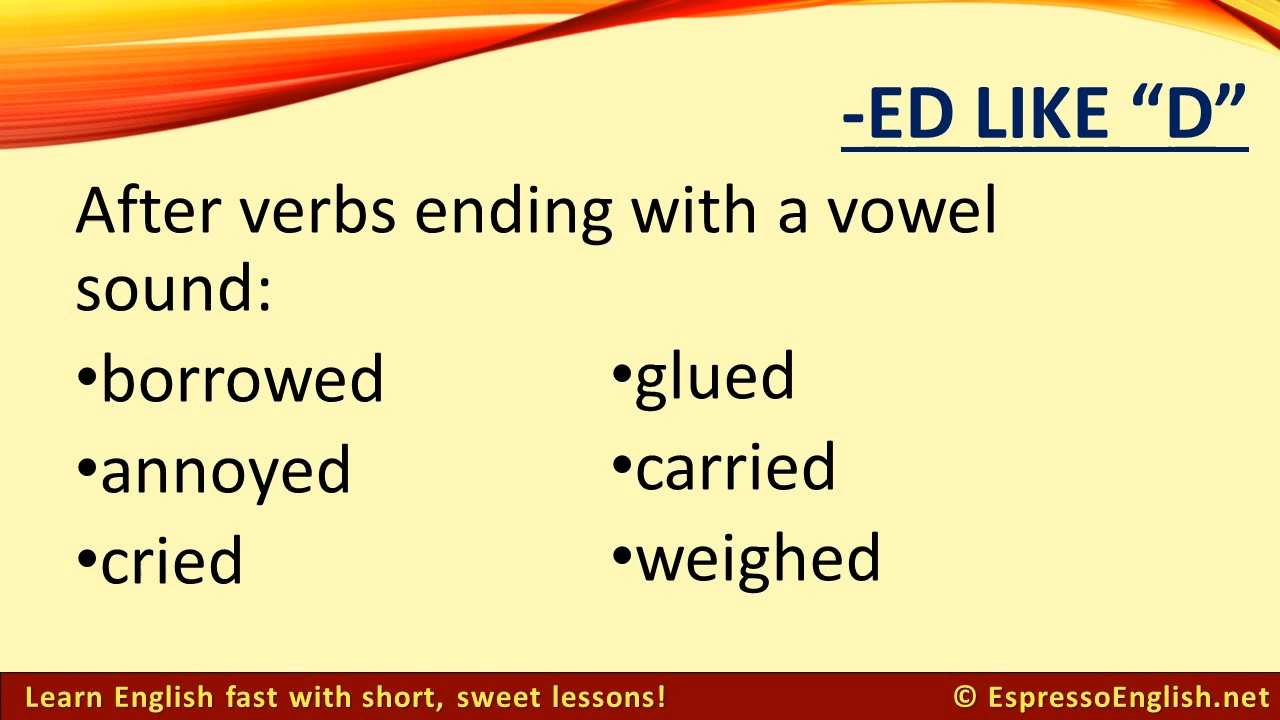 -ED LIKE “D”
After verbs ending with a vowel
sound:
•borrowed
•annoyed
•cried
•glued
•carried
•weighed
Learn English fast with short, sweet lessons!
© EspressoEnglish.net